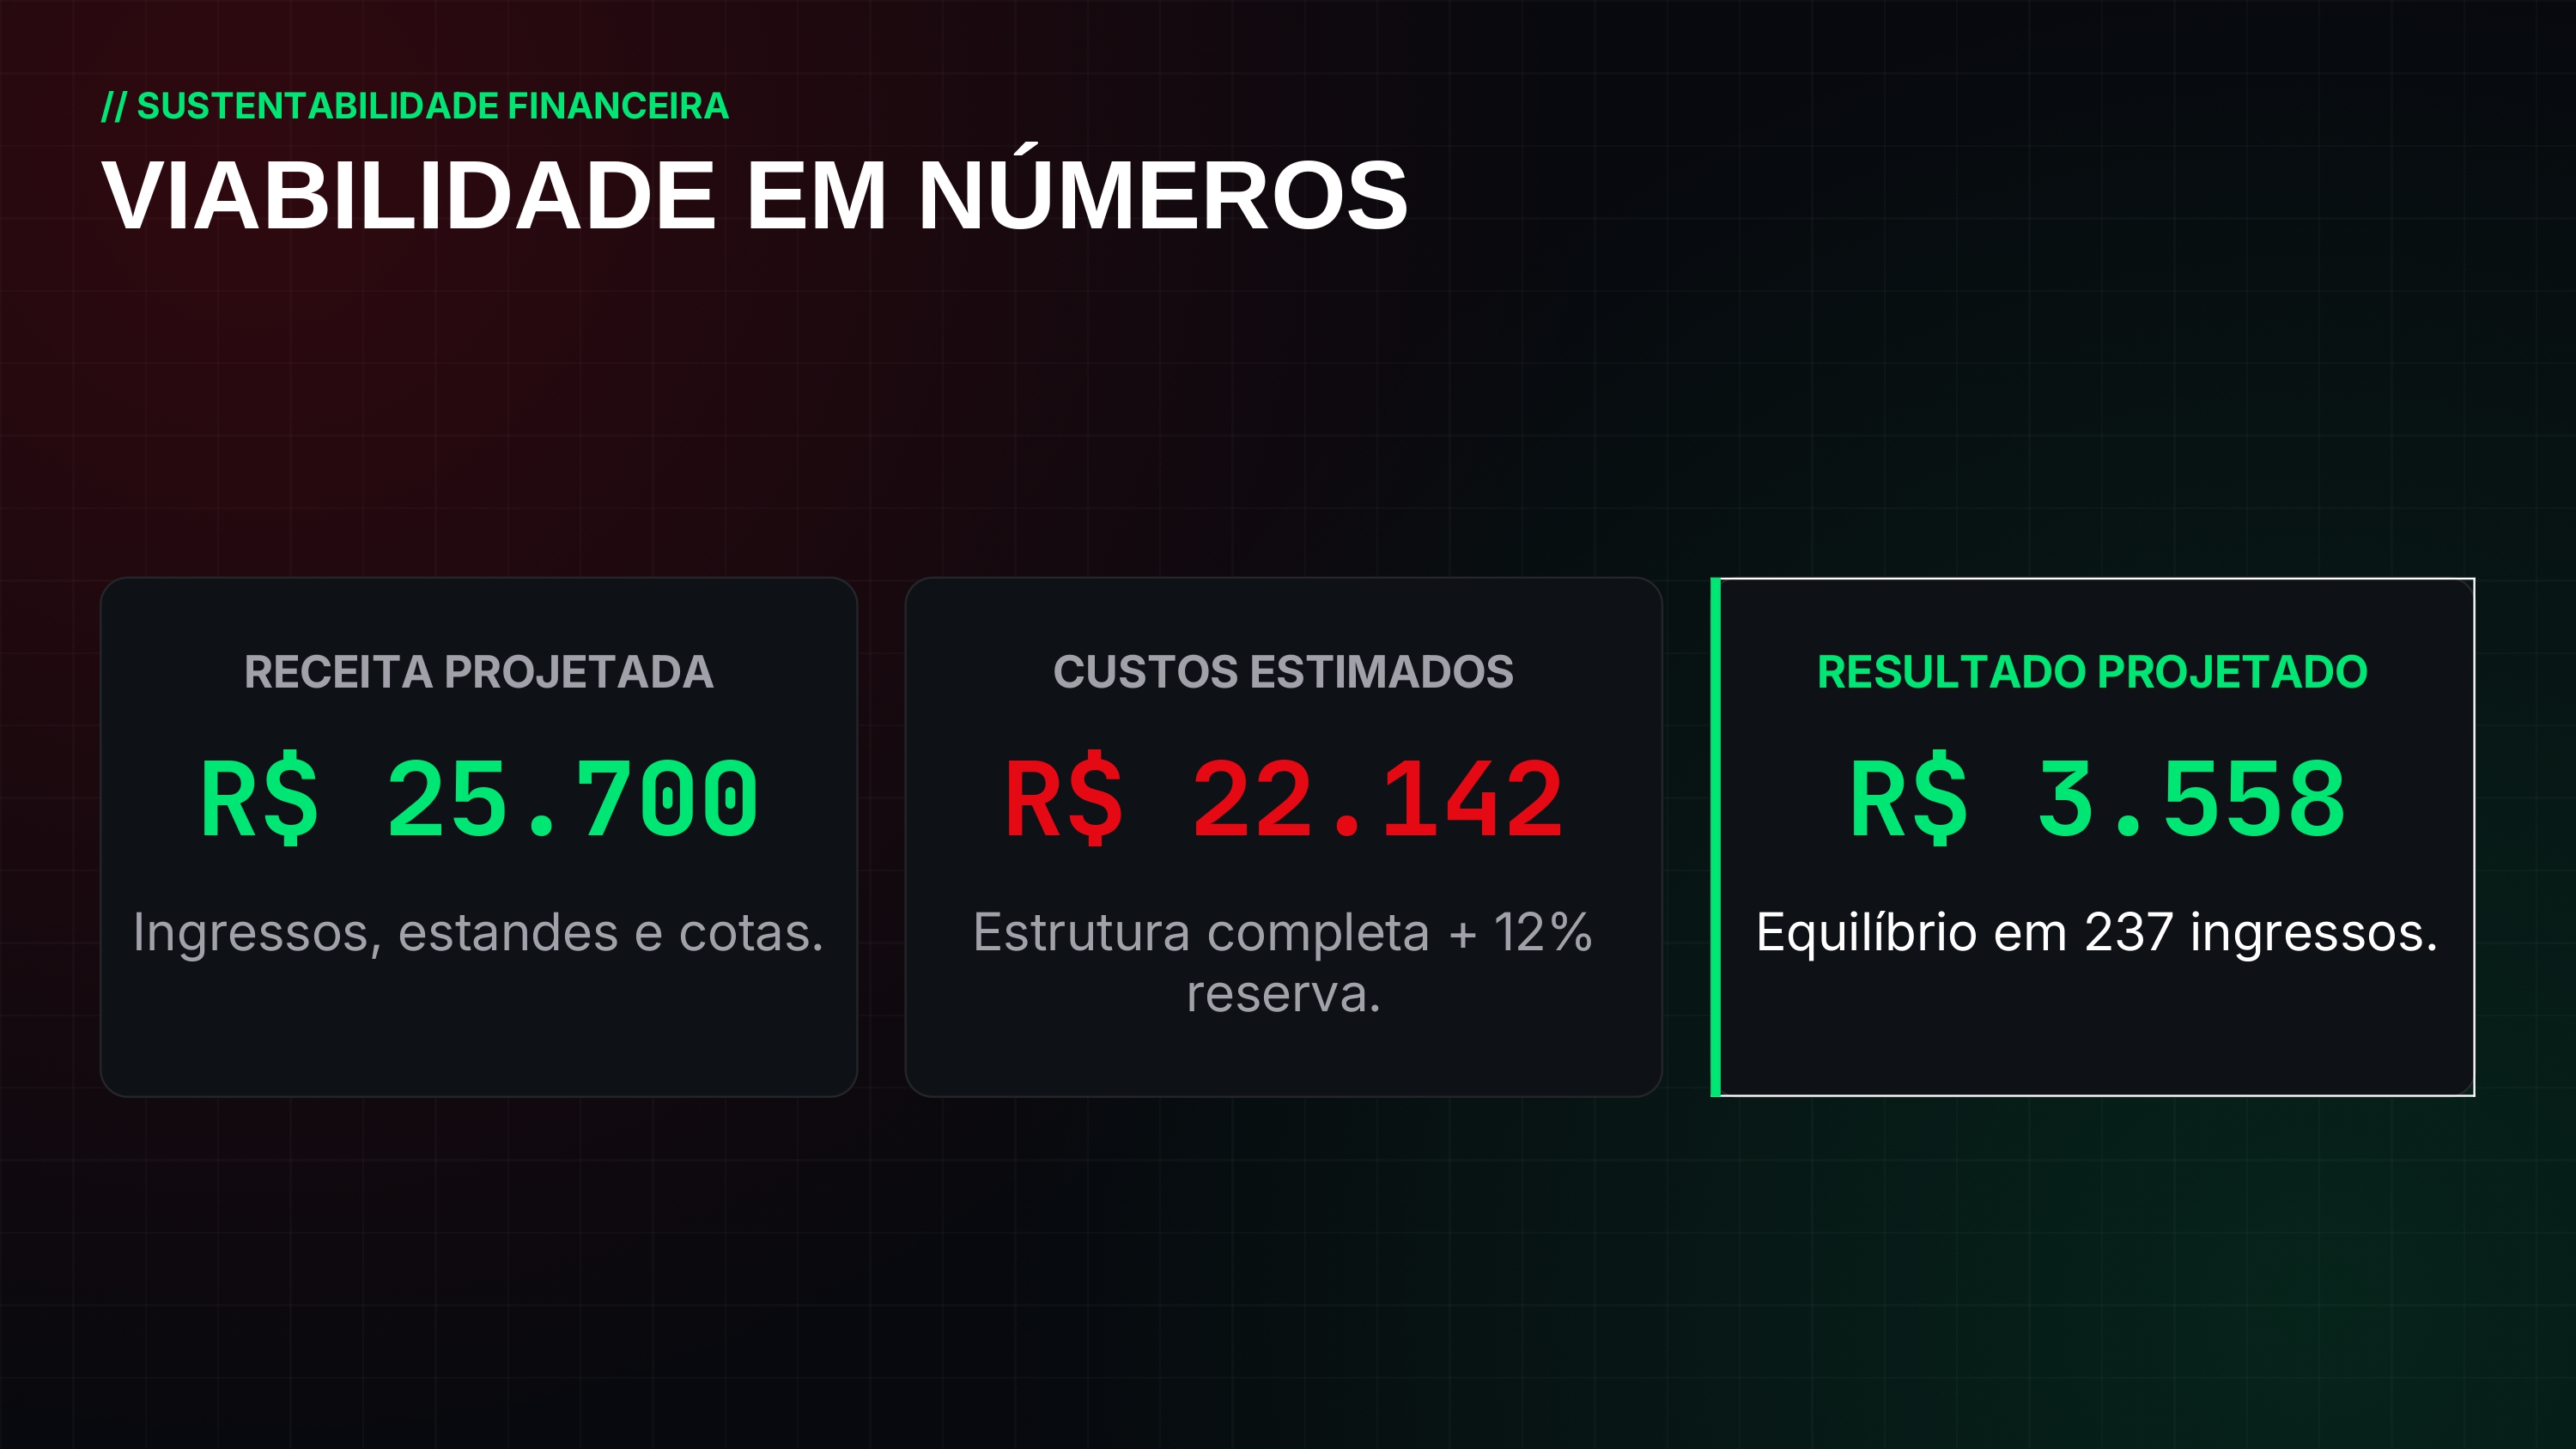 // SUSTENTABILIDADE FINANCEIRA
VIABILIDADE EM NÚMEROS
RECEITA PROJETADA
R$ 25.700
Ingressos, estandes e cotas.
CUSTOS ESTIMADOS
R$ 22.142
Estrutura completa + 12%
reserva.
RESULTADO PROJETADO
R$ 3.558
Equilíbrio em 237 ingressos.